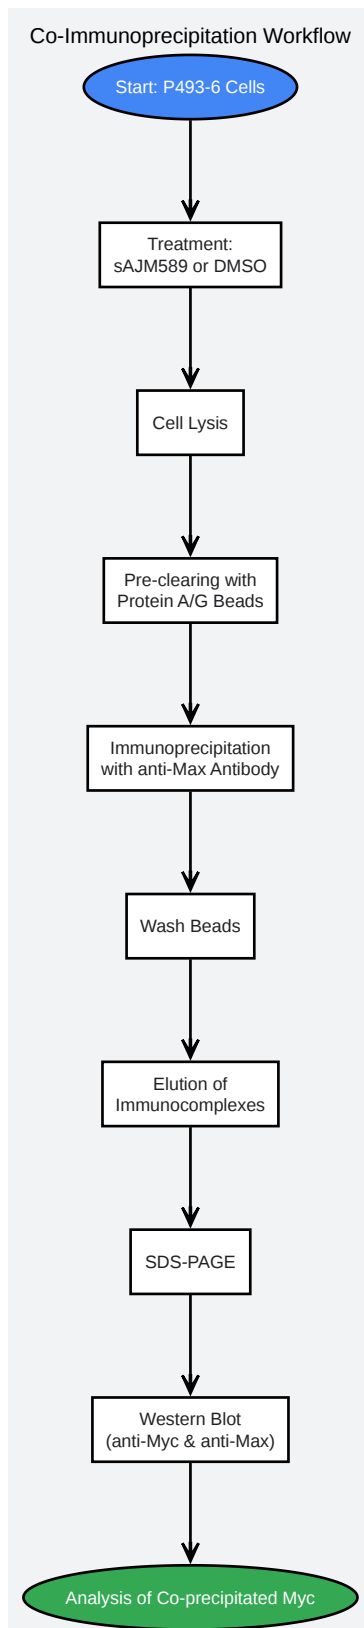 Co-Immunoprecipitation Workflow
Start: P493-6 Cells
Treatment:
sAJM589 or DMSO
Cell Lysis
Pre-clearing with
Protein A/G Beads
Immunoprecipitation
with anti-Max Antibody
Wash Beads
Elution of
Immunocomplexes
SDS-PAGE
Western Blot
(anti-Myc & anti-Max)
Analysis of Co-precipitated Myc